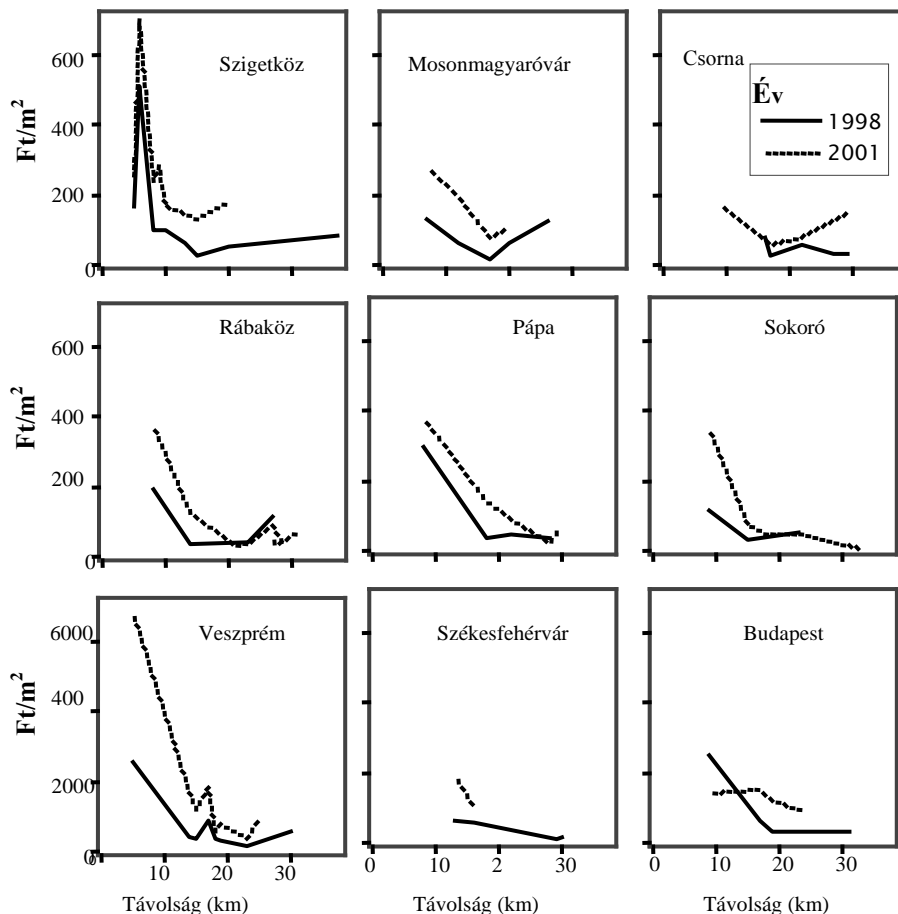 Szigetköz
Mosonmagyaróvár
Csorna
Év
1998
2001
Ft/m²
600
400
200
0
Rábaköz
Pápa
Sokoró
Ft/m²
600
400
200
0
Veszprém
Székesfehérvár
Budapest
Ft/m²
6000
400
2000
0
0
10
20
30
0
10
20
30
0
10
20
30
Távolság (km)
Távolság (km)
Távolság (km)